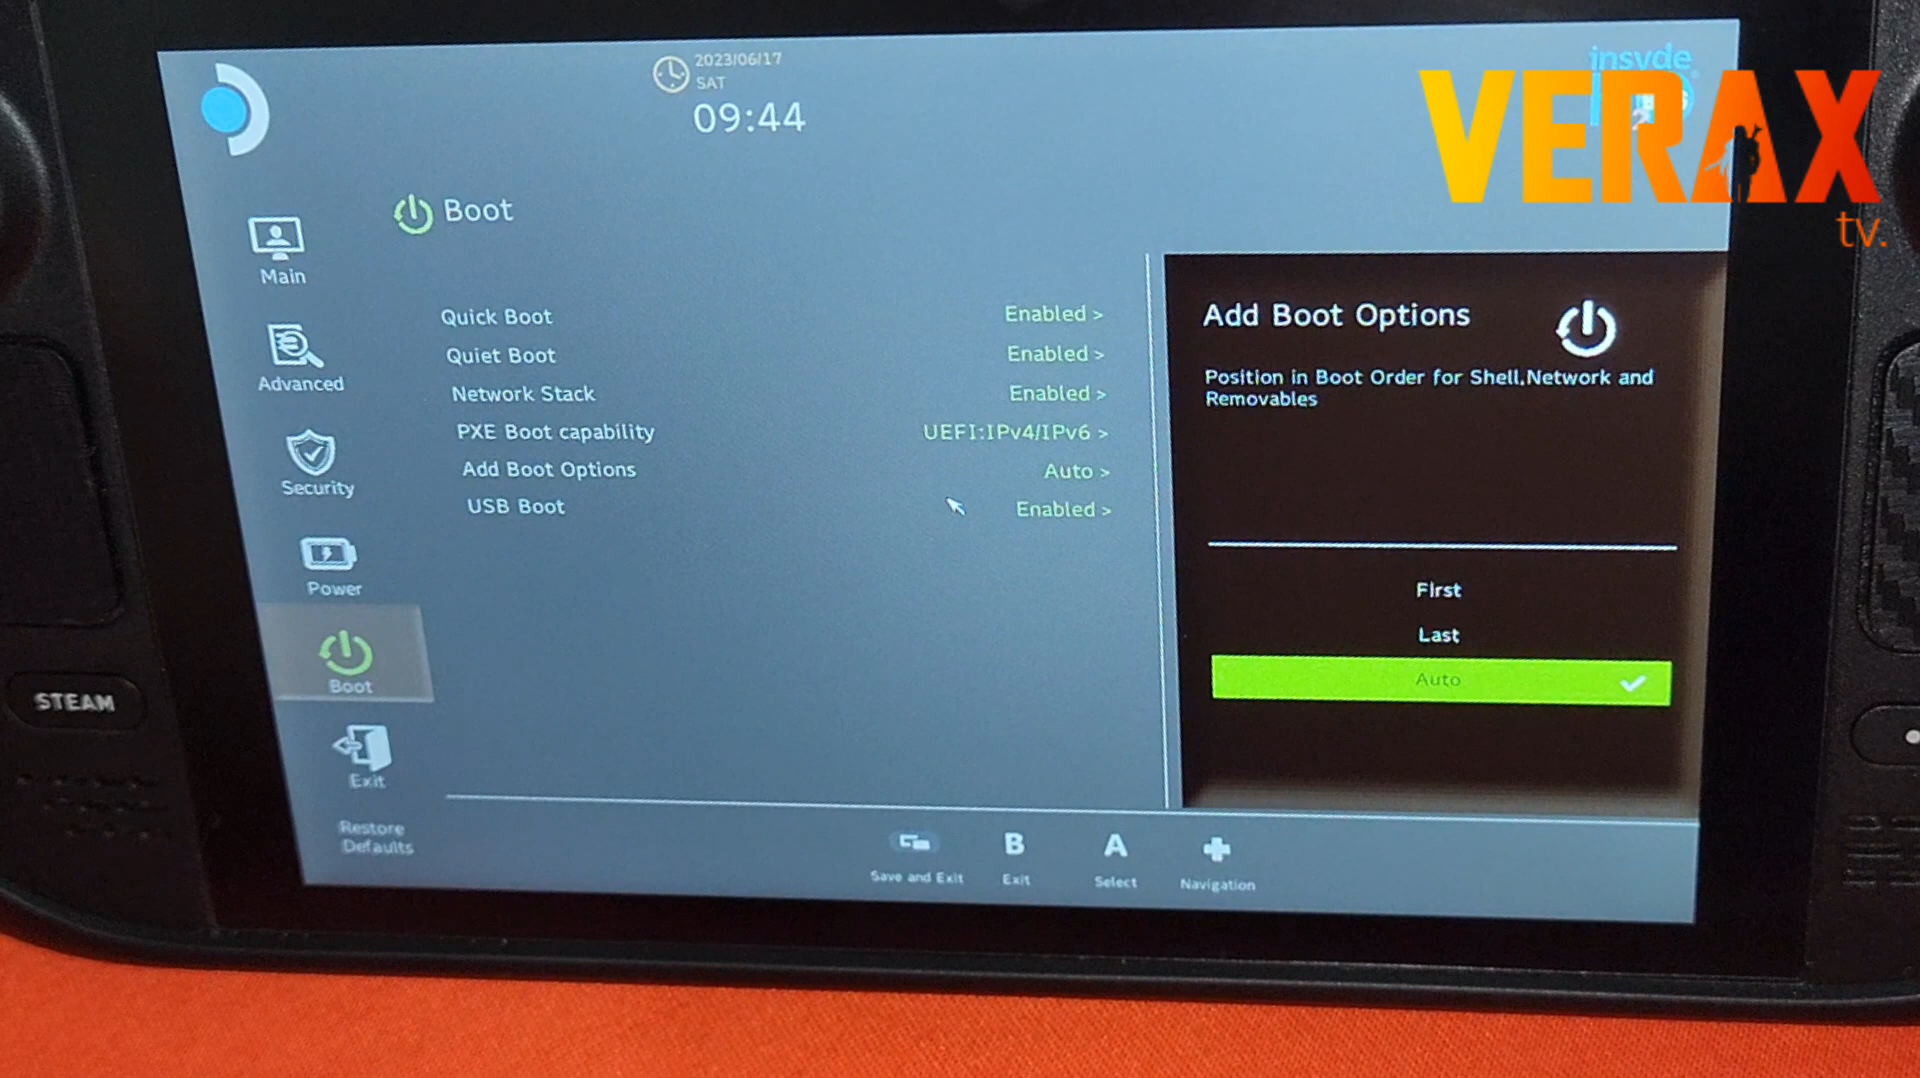 2023/06/17
SAT
09:44
insyde
VERAX
tv.
Boot
Main
Advanced
Security
Power
Boot
Exit
Restore
Defaults
Quick Boot Enabled >
Quiet Boot Enabled >
Network Stack Enabled >
PXE Boot capability UEFI:IPv4/IPv6 >
Add Boot Options Auto >
USB Boot Enabled >
Add Boot Options
Position in Boot Order for Shell,Network and
Removables
First
Last
Auto
B A
Save and Exit Exit Select Navigation
STEAM